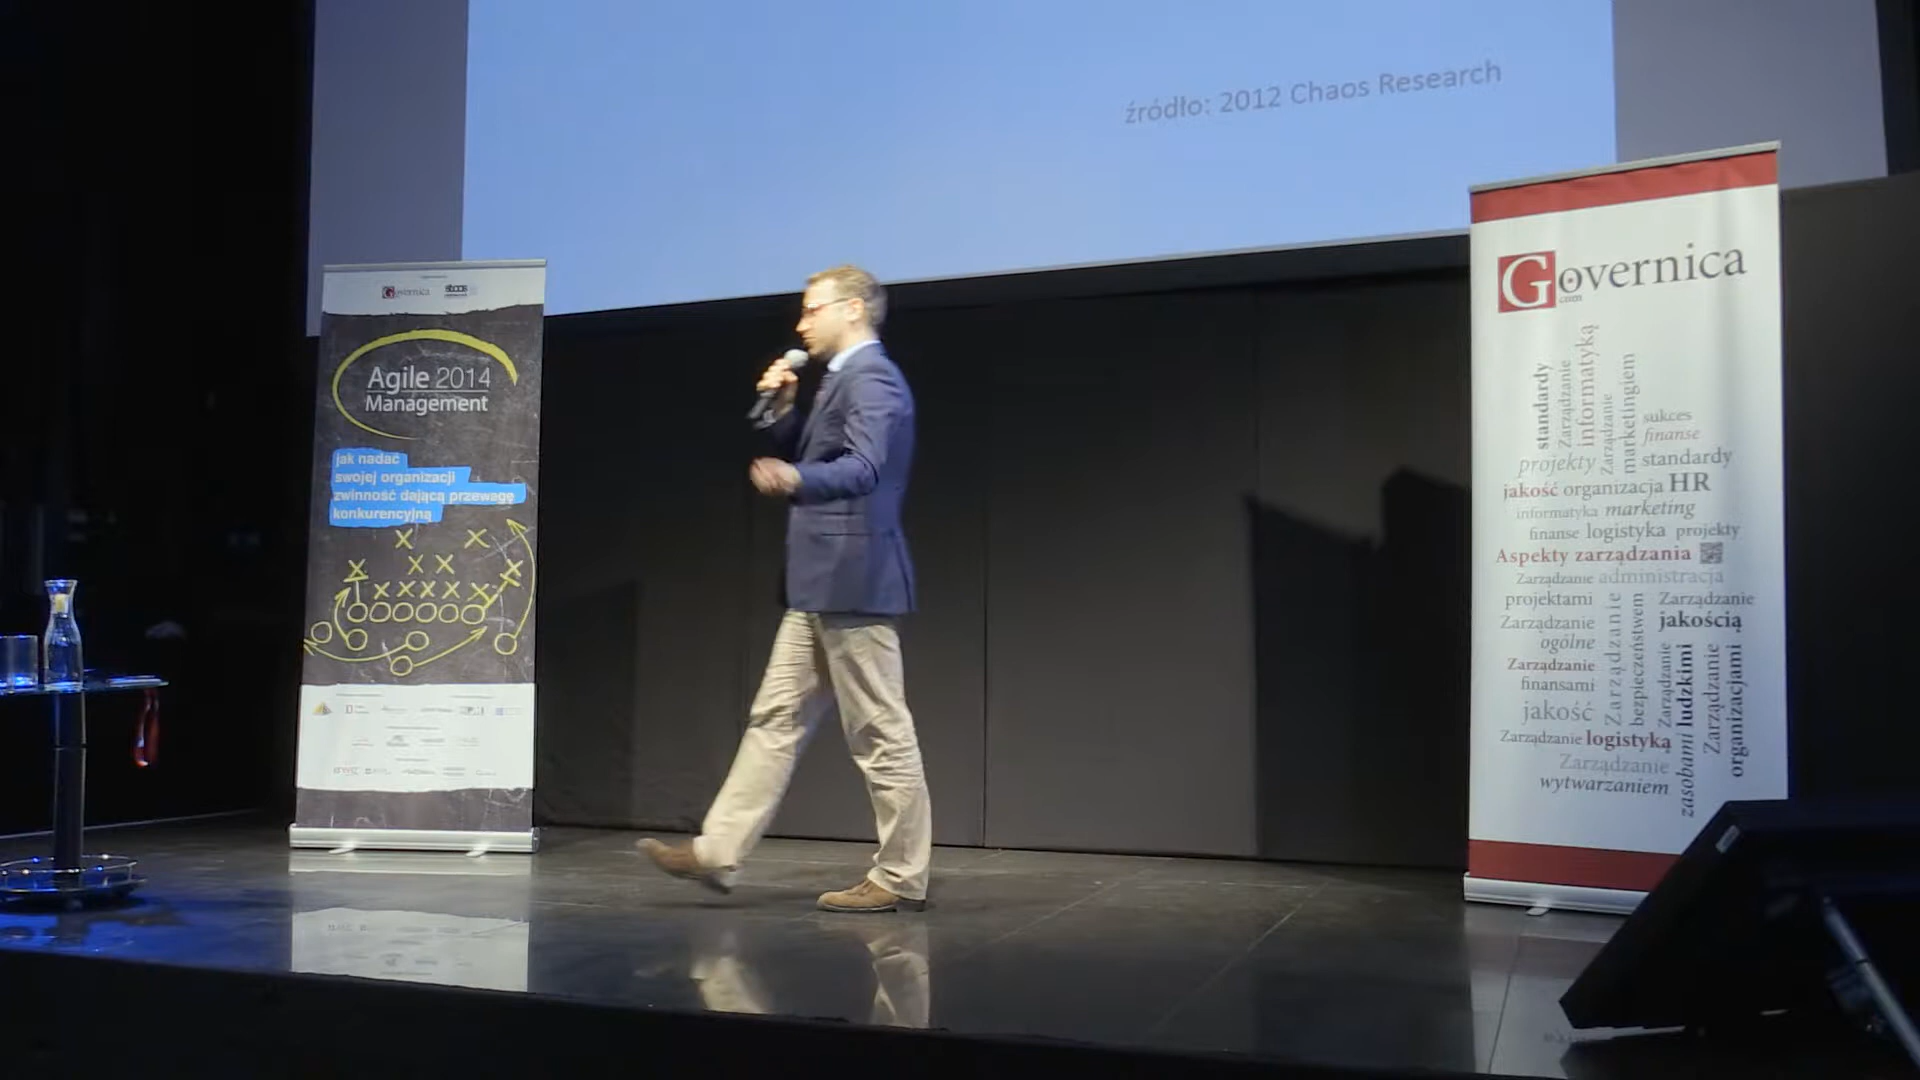 źródło: 2012 Chaos Research
Governica
Agile 2014
Management
jak nadać
swojej organizacji
zwinność dającą przewagę
konkurencyjną
Governica
.com
standardy
Zarządzanie
informatyką
Zarządzanie
marketingiem
sukces
finanse
projekty
standardy
jakość organizacja HR
informatyka marketing
finanse logistyka projekty
Aspekty zarządzania
Zarządzanie administracja
projektami
Zarządzanie
Zarządzanie
jakością
ogólne
Zarządzanie
finansami
jakość
Zarządzanie
bezpieczeństwem
Zarządzanie
zasobami ludzkimi
Zarządzanie
organizacjami
Zarządzanie logistyką
Zarządzanie
wytwarzaniem